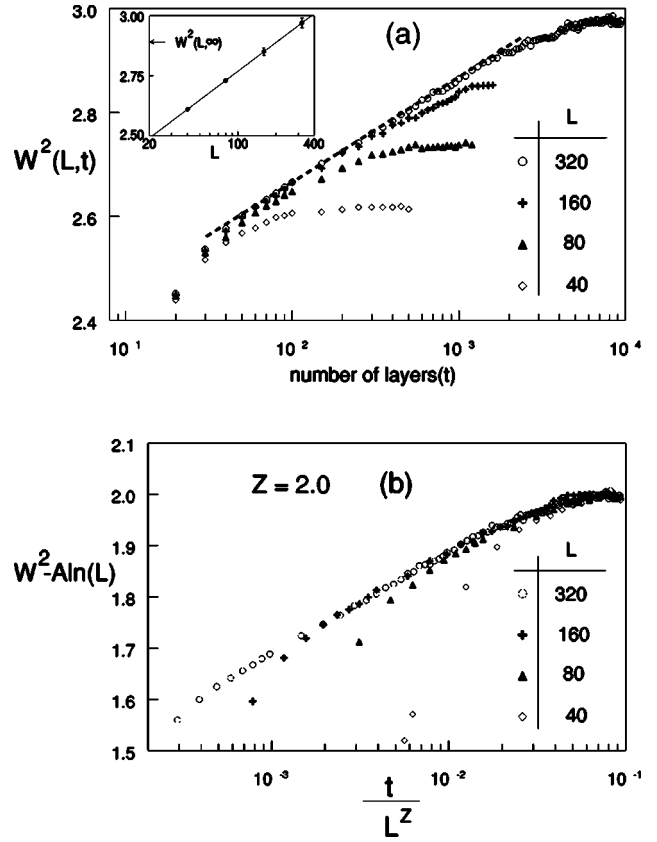 (a)
W²(L,t)
3.0
2.8
2.6
2.4
3.00
2.75
2.50
W²(L,∞)
20 100 400
L
L
320
160
80
40
10¹ 10² 10³ 10⁴
number of layers(t)
Z = 2.0 (b)
W²-Aln(L)
2.1
2.0
1.9
1.8
1.7
1.6
1.5
L
320
160
80
40
10⁻³ 10⁻² 10⁻¹
t
L^Z